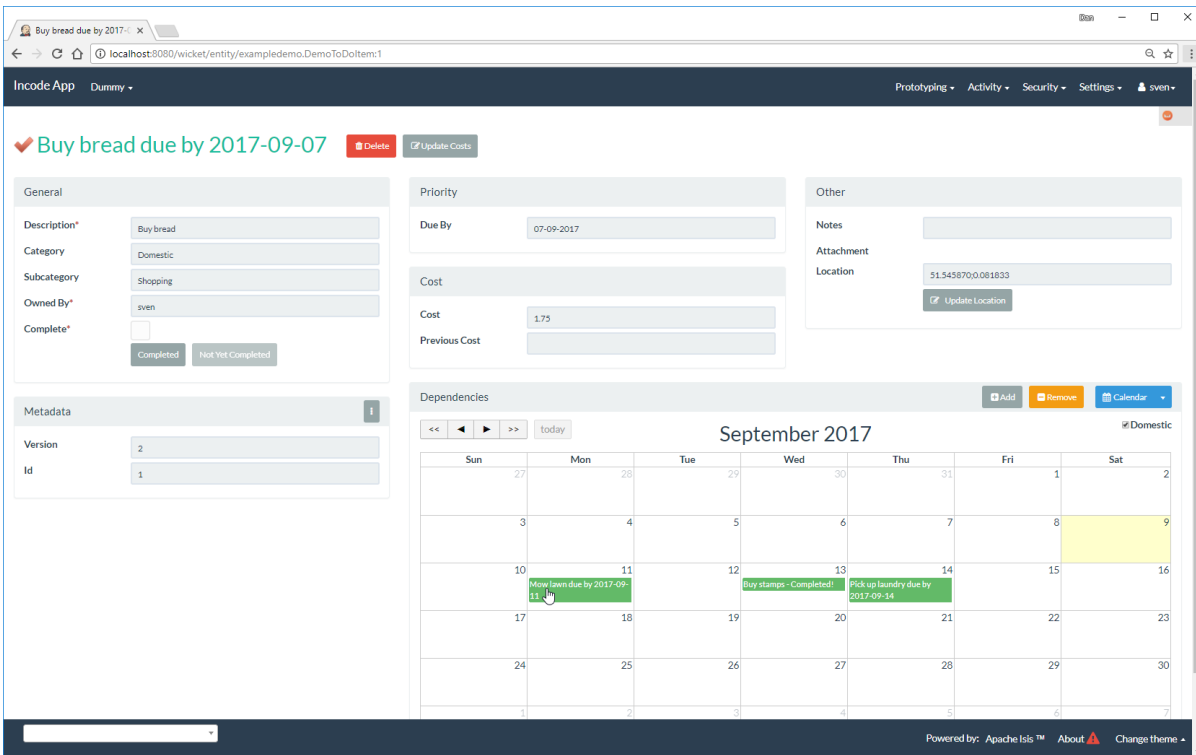 Buy bread due by 2017-0
Dan
localhost:8080/wicket/entity/exampledemo.DemoToDoItem:1
Incode App Dummy Prototyping Activity Security Settings sven
Buy bread due by 2017-09-07 Delete Update Costs
General
Description* Buy bread
Category Domestic
Subcategory Shopping
Owned By* sven
Complete*
Completed Not Yet Completed
Metadata i
Version 2
Id 1
Priority
Due By 07-09-2017
Cost
Cost 1.75
Previous Cost
Other
Notes
Attachment
Location 51.545870;0.081833
Update Location
Dependencies Add Remove Calendar
<< >> today September 2017 Domestic
Sun Mon Tue Wed Thu Fri Sat
27 28 29 30 31 1 2
3 4 5 6 7 8 9
10 11 12 13 14 15 16
Mow lawn due by 2017-09-
11
Buy stamps - Completed!
Pick up laundry due by
2017-09-14
17 18 19 20 21 22 23
24 25 26 27 28 29 30
1 2 3 4 5 6 7
Powered by: Apache Isis ™ About Change theme